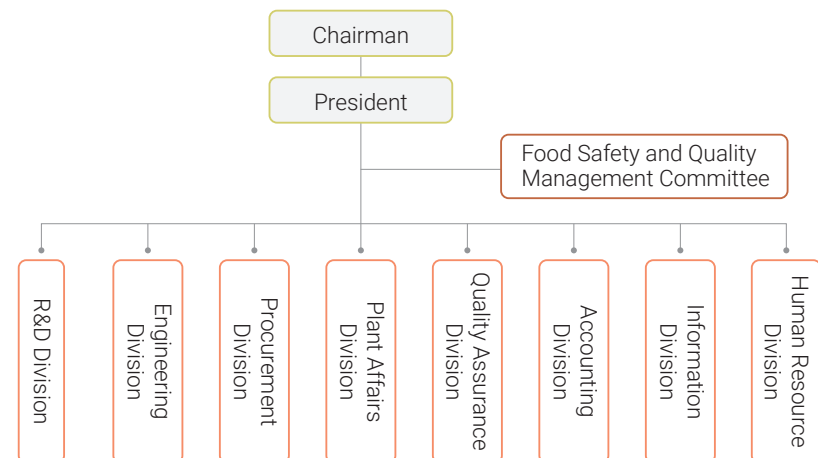 Chairman
President
Food Safety and Quality
Management Committee
R&D Division
Engineering
Division
Procurement
Division
Plant Affairs
Division
Quality Assurance
Division
Accounting
Division
Information
Division
Human Resource
Division